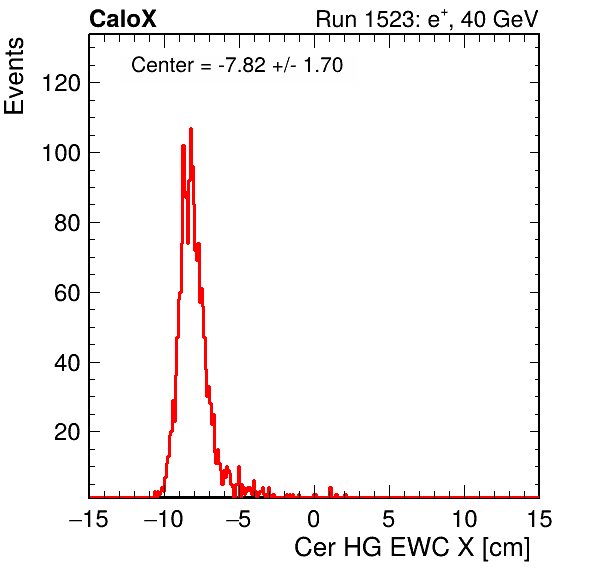 CaloX Run 1523: e⁺, 40 GeV
Center = -7.82 +/- 1.70
Events
120
100
80
60
40
20
−15 −10 −5 0 5 10 15
Cer HG EWC X [cm]